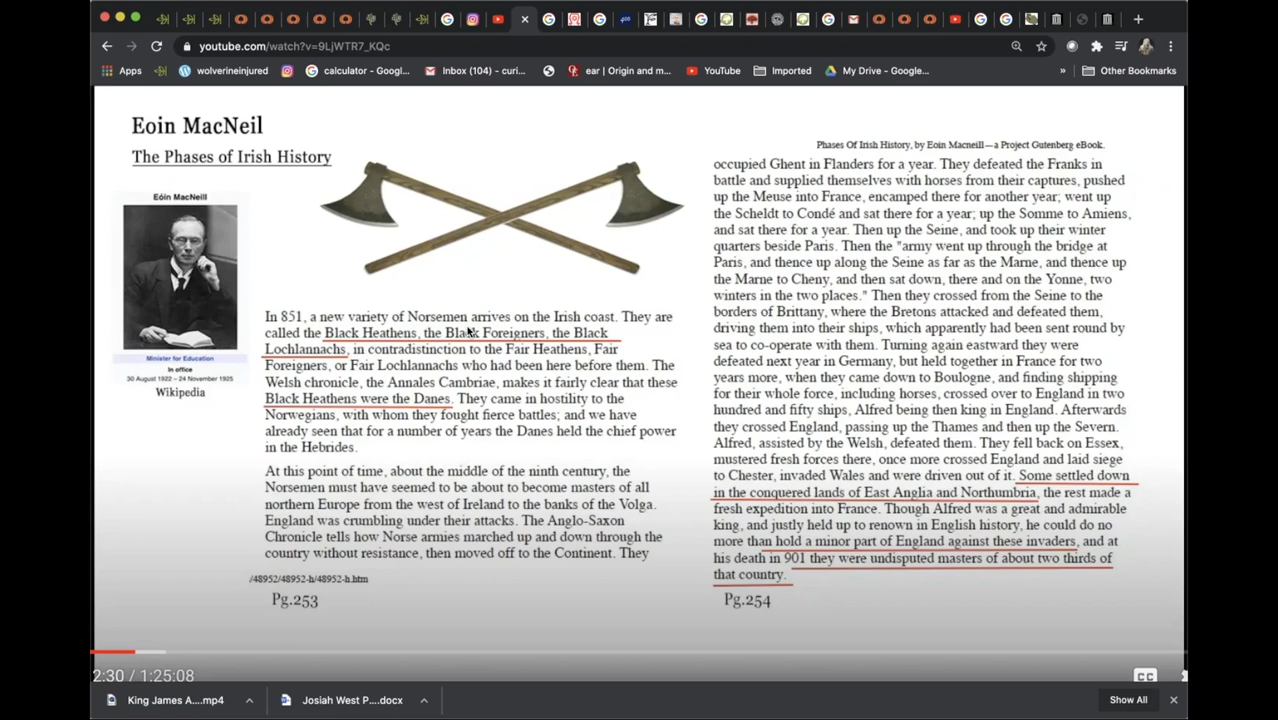 youtube.com/watch?v=9LjWTR7_KQc
Apps
wolverineinjured
calculator - Googl...
Inbox (104) - curi...
ear | Origin and m...
YouTube
Imported
My Drive - Google...
»
Other Bookmarks
Eoin MacNeil
The Phases of Irish History
Eóin MacNeill
Minister for Education
In office
30 August 1922 – 24 November 1925
Wikipedia
In 851, a new variety of Norsemen arrives on the Irish coast. They are
called the Black Heathens, the Black Foreigners, the Black
Lochlannachs, in contradistinction to the Fair Heathens, Fair
Foreigners, or Fair Lochlannachs who had been here before them. The
Welsh chronicle, the Annales Cambriae, makes it fairly clear that these
Black Heathens were the Danes. They came in hostility to the
Norwegians, with whom they fought fierce battles; and we have
already seen that for a number of years the Danes held the chief power
in the Hebrides.
At this point of time, about the middle of the ninth century, the
Norsemen must have seemed to be about to become masters of all
northern Europe from the west of Ireland to the banks of the Volga.
England was crumbling under their attacks. The Anglo-Saxon
Chronicle tells how Norse armies marched up and down through the
country without resistance, then moved off to the Continent. They
/48952/48952-h/48952-h.htm
Pg.253
Phases Of Irish History, by Eoin Macneill—a Project Gutenberg eBook.
occupied Ghent in Flanders for a year. They defeated the Franks in
battle and supplied themselves with horses from their captures, pushed
up the Meuse into France, encamped there for another year; went up
the Scheldt to Condé and sat there for a year; up the Somme to Amiens,
and sat there for a year. Then up the Seine, and took up their winter
quarters beside Paris. Then the "army went up through the bridge at
Paris, and thence up along the Seine as far as the Marne, and thence up
the Marne to Cheny, and then sat down, there and on the Yonne, two
winters in the two places." Then they crossed from the Seine to the
borders of Brittany, where the Bretons attacked and defeated them,
driving them into their ships, which apparently had been sent round by
sea to co-operate with them. Turning again eastward they were
defeated next year in Germany, but held together in France for two
years more, when they came down to Boulogne, and finding shipping
for their whole force, including horses, crossed over to England in two
hundred and fifty ships, Alfred being then king in England. Afterwards
they crossed England, passing up the Thames and then up the Severn.
Alfred, assisted by the Welsh, defeated them. They fell back on Essex,
mustered fresh forces there, once more crossed England and laid siege
to Chester, invaded Wales and were driven out of it. Some settled down
in the conquered lands of East Anglia and Northumbria, the rest made a
fresh expedition into France. Though Alfred was a great and admirable
king, and justly held up to renown in English history, he could do no
more than hold a minor part of England against these invaders, and at
his death in 901 they were undisputed masters of about two thirds of
that country.
Pg.254
2:30 / 1:25:08
CC
King James A....mp4
Josiah West P....docx
Show All